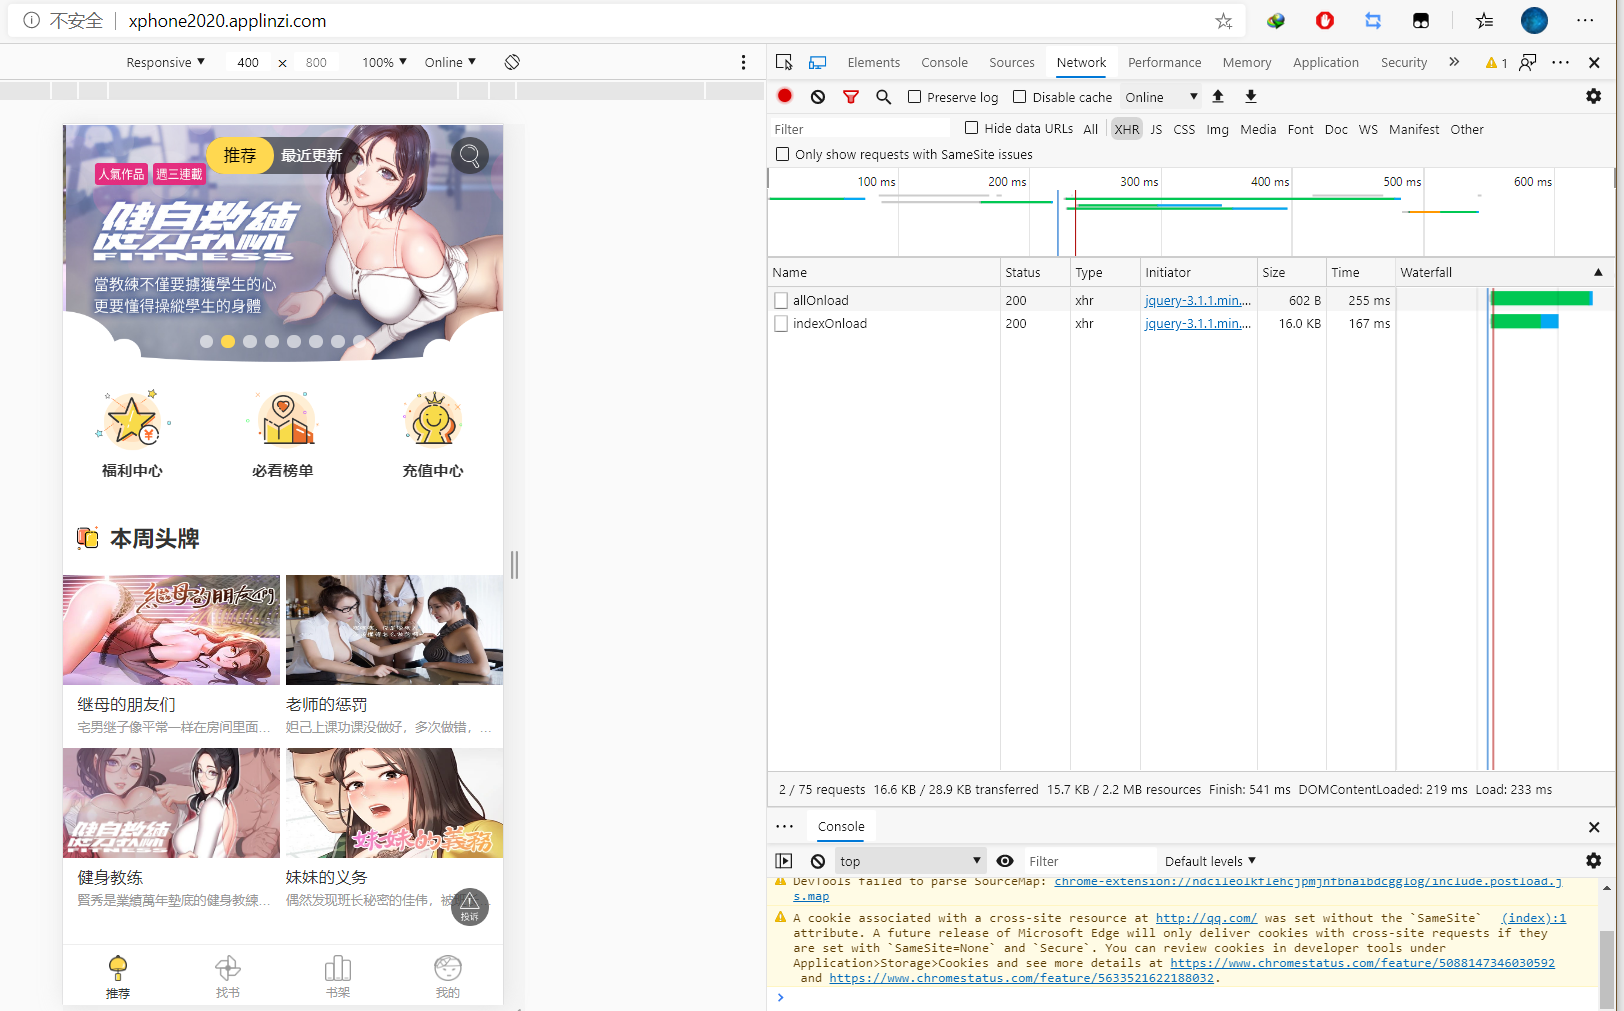 不安全
xphone2020.applinzi.com
Responsive
400 × 800
100%
Online
Elements
Console
Sources
Network
Performance
Memory
Application
Security
1
Preserve log
Disable cache
Online
Filter
Hide data URLs
All
XHR
JS
CSS
Img
Media
Font
Doc
WS
Manifest
Other
Only show requests with SameSite issues
100 ms
200 ms
300 ms
400 ms
500 ms
600 ms
Name Status Type Initiator Size Time Waterfall
allOnload 200 xhr jquery-3.1.1.min.... 602 B 255 ms
indexOnload 200 xhr jquery-3.1.1.min.... 16.0 KB 167 ms
2 / 75 requests 16.6 KB / 28.9 KB transferred 15.7 KB / 2.2 MB resources Finish: 541 ms DOMContentLoaded: 219 ms Load: 233 ms
Console
top
Filter
Default levels
DevTools failed to parse SourceMap: chrome-extension://ndcileolkflehcjpmjnfbnaibdcgglog/include.postload.j
s.map
A cookie associated with a cross-site resource at http://qq.com/ was set without the `SameSite` (index):1
attribute. A future release of Microsoft Edge will only deliver cookies with cross-site requests if they
are set with `SameSite=None` and `Secure`. You can review cookies in developer tools under
Application>Storage>Cookies and see more details at https://www.chromestatus.com/feature/5088147346030592
and https://www.chromestatus.com/feature/5633521622188032.
推荐
最近更新
人氣作品
週三連載
健身教練
FITNESS
當教練不僅要擄獲學生的心
更要懂得操縱學生的身體
福利中心
必看榜单
充值中心
本周头牌
继母的朋友们
继母的朋友们
宅男继子像平常一样在房间里面...
老师的惩罚
妲己上课功课没做好，多次做错，...
健身教練
FITNESS
健身教练
賢秀是業績萬年墊底的健身教練...
妹妹的義務
妹妹的义务
偶然发现班长秘密的佳伟，被
投诉
推荐
找书
书架
我的